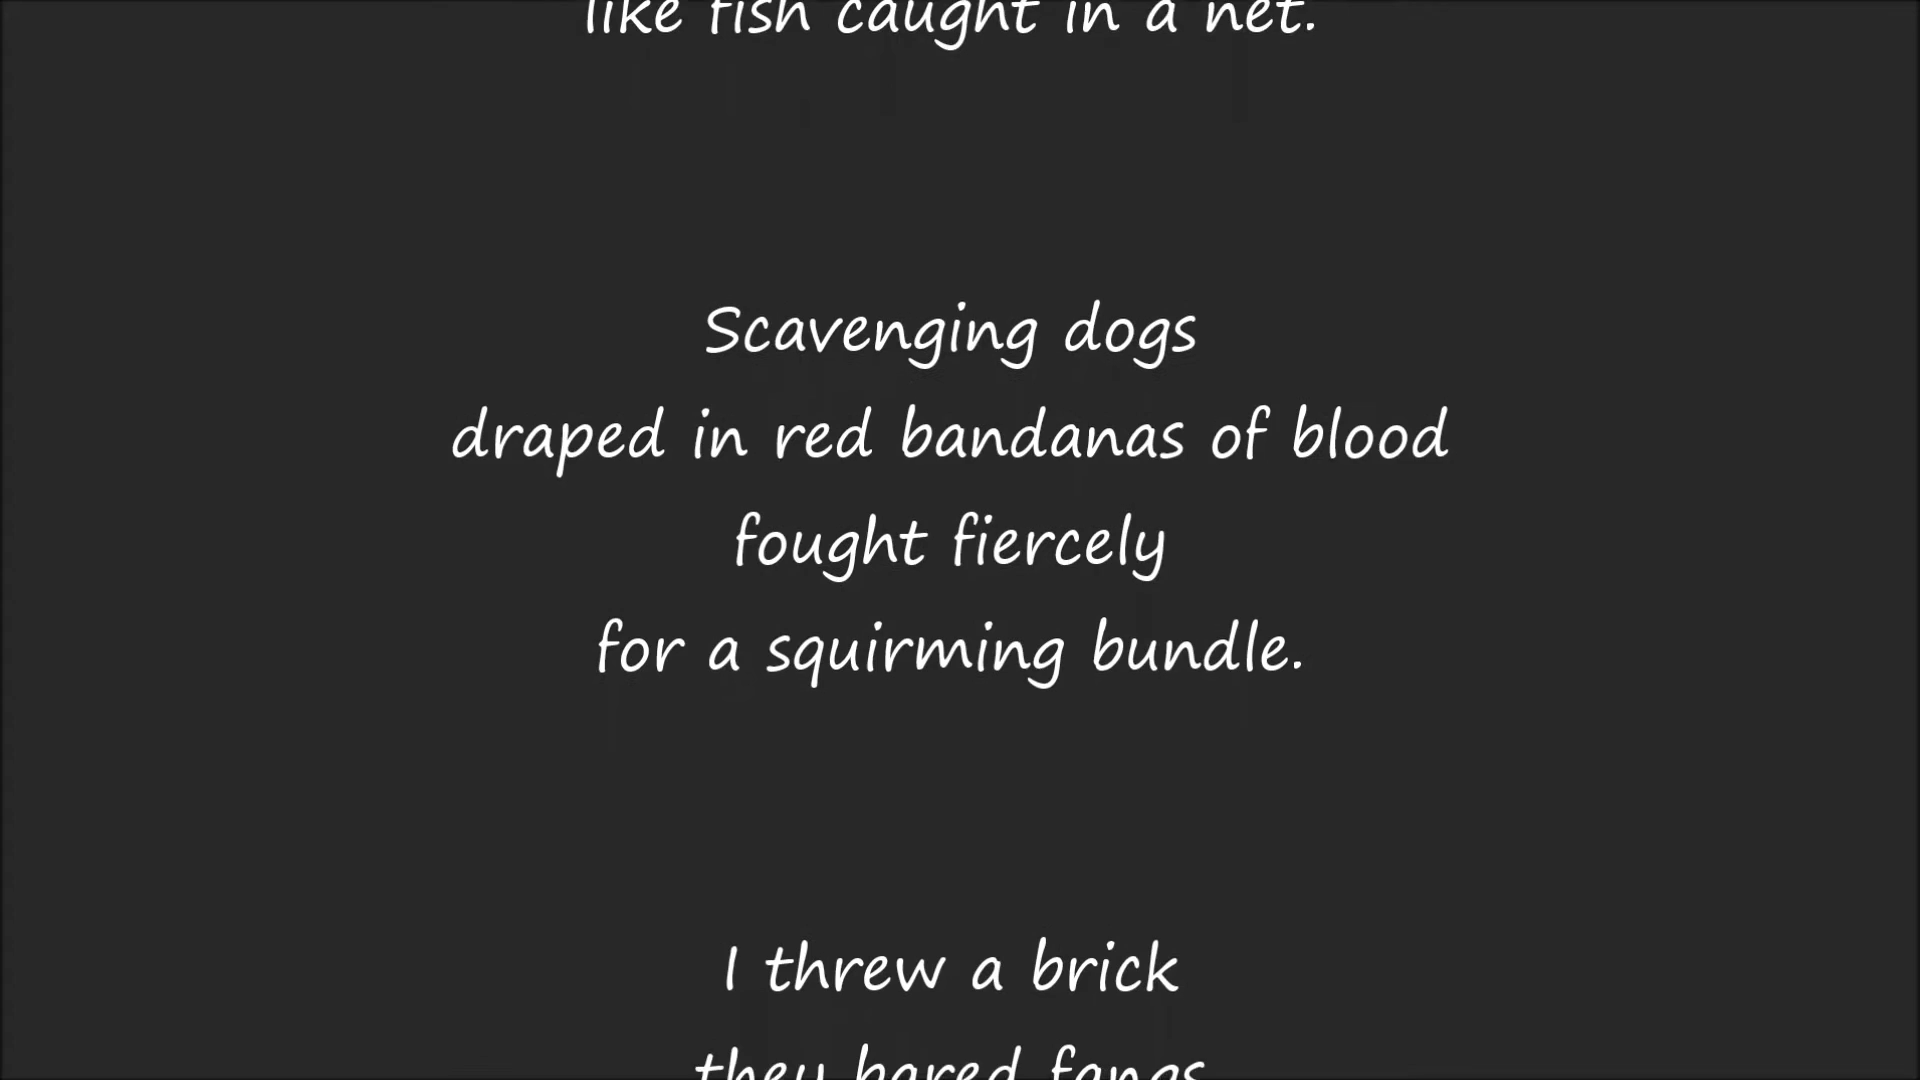 like fish caught in a net.
Scavenging dogs
draped in red bandanas of blood
fought fiercely
for a squirming bundle.
I threw a brick
they bared fangs